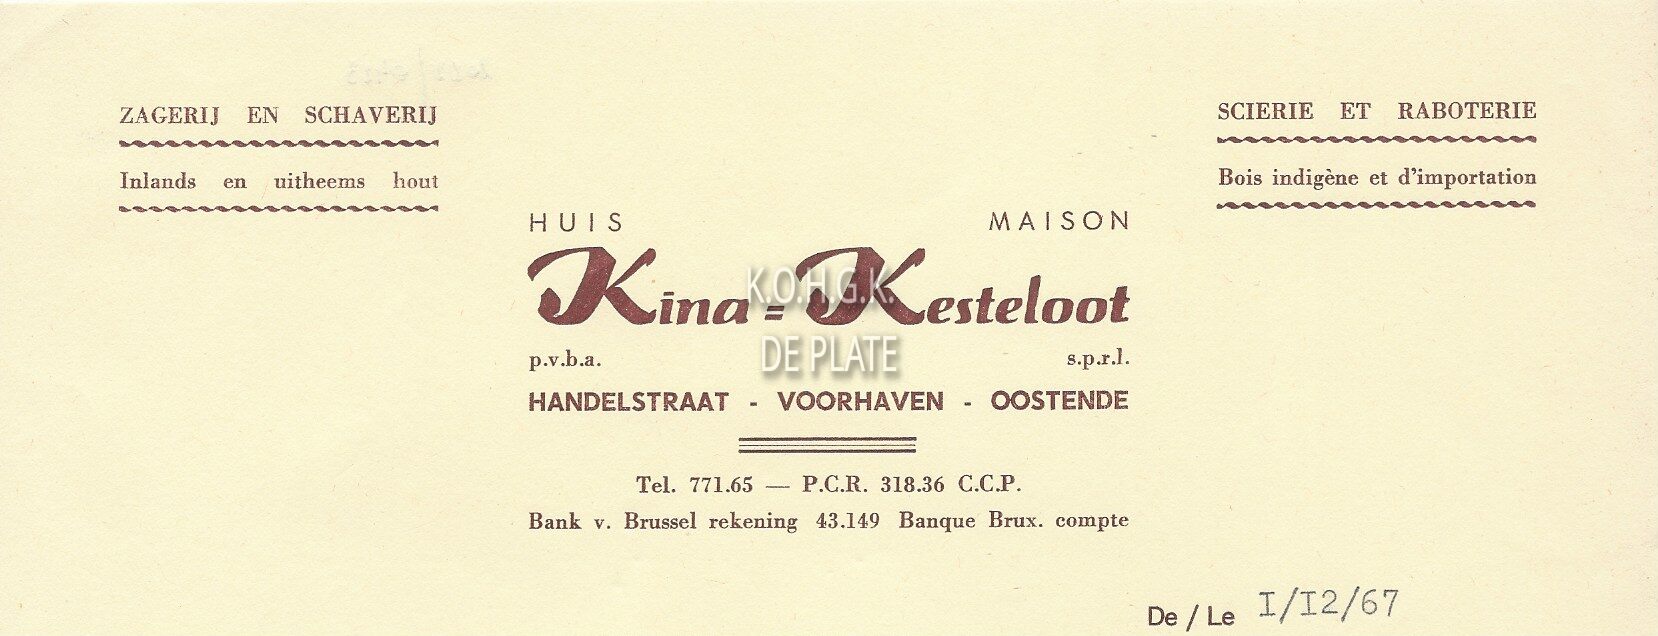 ZAGERIJ EN SCHAVERIJ
Inlands en uitheems hout
SCIERIE ET RABOTERIE
Bois indigène et d'importation
HUIS MAISON
Kina = Kesteloot
p.v.b.a. s.p.r.l.
K.O.H.G.K.
DE PLATE
HANDELSTRAAT - VOORHAVEN - OOSTENDE
Tel. 771.65 — P.C.R. 318.36 C.C.P.
Bank v. Brussel rekening 43.149 Banque Brux. compte
De / Le I/I2/67